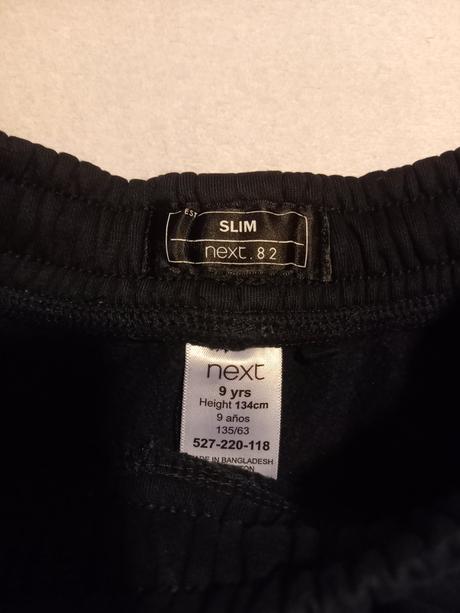 EST
SLIM
next.82
next
9 yrs
Height 134cm
9 años
135/63
527-220-118
MADE IN BANGLADESH